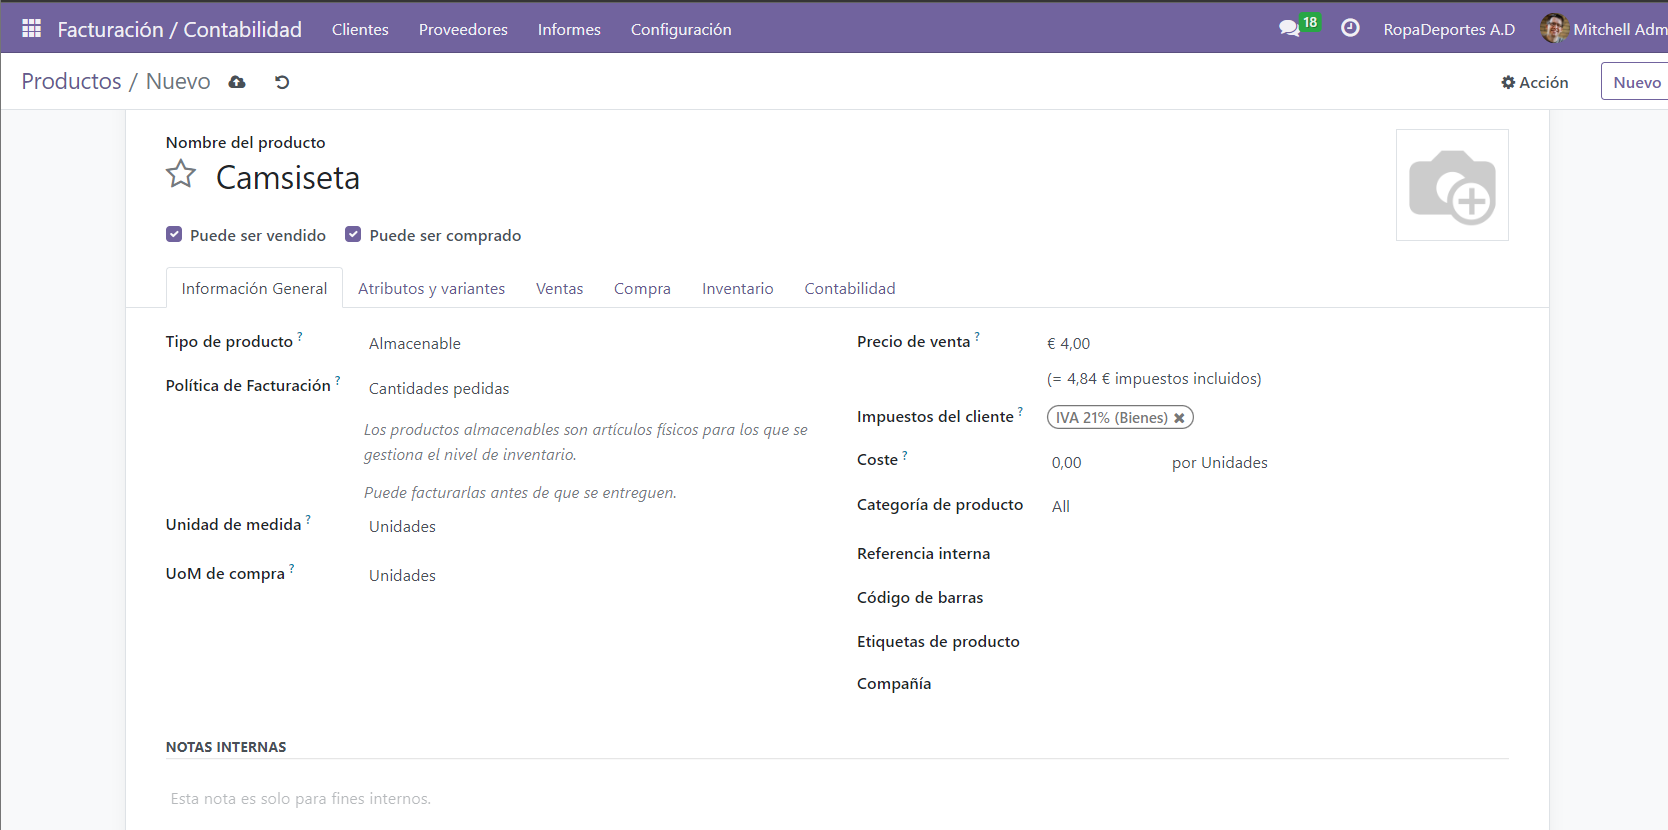 Facturación / Contabilidad Clientes Proveedores Informes Configuración 18 RopaDeportes A.D Mitchell Adm
Productos / Nuevo Acción Nuevo
Nombre del producto
Camsiseta
Puede ser vendido Puede ser comprado
Información General Atributos y variantes Ventas Compra Inventario Contabilidad
Tipo de producto ? Almacenable
Política de Facturación ? Cantidades pedidas
Los productos almacenables son artículos físicos para los que se
gestiona el nivel de inventario.
Puede facturarlas antes de que se entreguen.
Unidad de medida ? Unidades
UoM de compra ? Unidades
Precio de venta ? € 4,00
(= 4,84 € impuestos incluidos)
Impuestos del cliente ? IVA 21% (Bienes) ✖
Coste ? 0,00 por Unidades
Categoría de producto All
Referencia interna
Código de barras
Etiquetas de producto
Compañía
NOTAS INTERNAS
Esta nota es solo para fines internos.